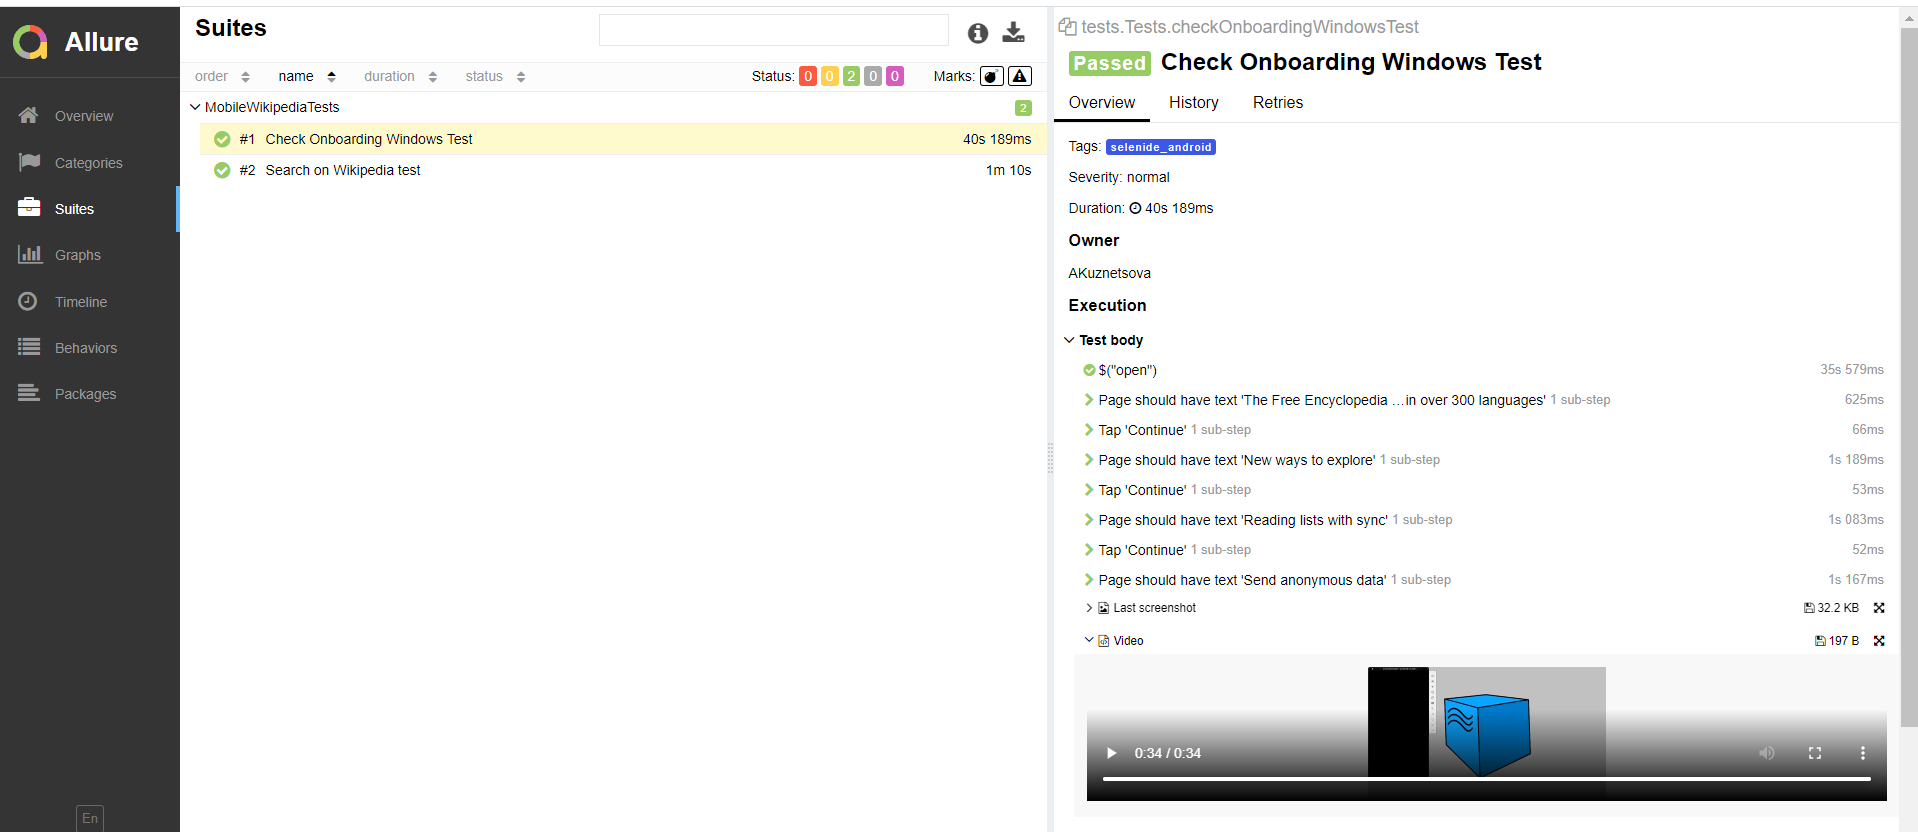 Allure
Overview
Categories
Suites
Graphs
Timeline
Behaviors
Packages
En
Suites
order name duration status Status: 0 0 2 0 0 Marks:
MobileWikipediaTests 2
#1 Check Onboarding Windows Test 40s 189ms
#2 Search on Wikipedia test 1m 10s
tests.Tests.checkOnboardingWindowsTest
Passed Check Onboarding Windows Test
Overview History Retries
Tags: selenide_android
Severity: normal
Duration: 40s 189ms
Owner
AKuznetsova
Execution
Test body
$("open") 35s 579ms
Page should have text 'The Free Encyclopedia …in over 300 languages' 1 sub-step 625ms
Tap 'Continue' 1 sub-step 66ms
Page should have text 'New ways to explore' 1 sub-step 1s 189ms
Tap 'Continue' 1 sub-step 53ms
Page should have text 'Reading lists with sync' 1 sub-step 1s 083ms
Tap 'Continue' 1 sub-step 52ms
Page should have text 'Send anonymous data' 1 sub-step 1s 167ms
Last screenshot 32.2 KB
Video 197 B
0:34 / 0:34